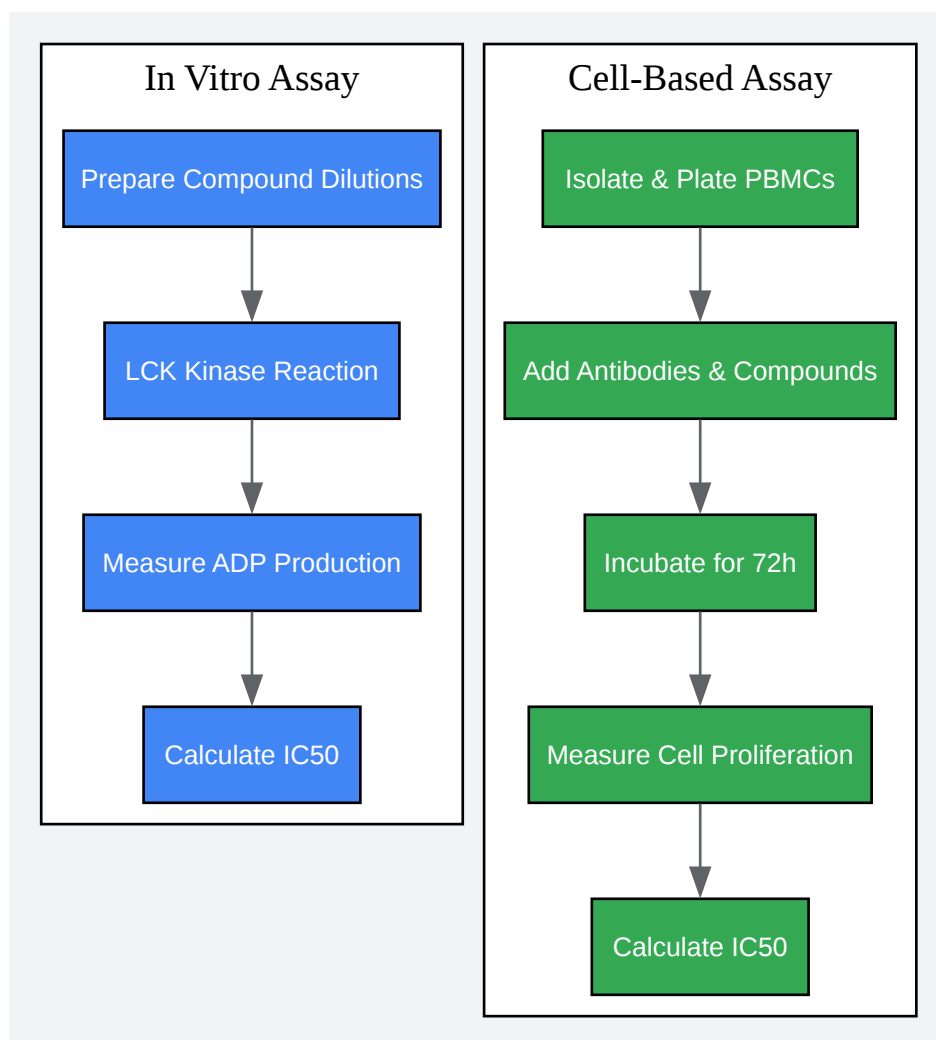 In Vitro Assay
Prepare Compound Dilutions
LCK Kinase Reaction
Measure ADP Production
Calculate IC50
Cell-Based Assay
Isolate & Plate PBMCs
Add Antibodies & Compounds
Incubate for 72h
Measure Cell Proliferation
Calculate IC50